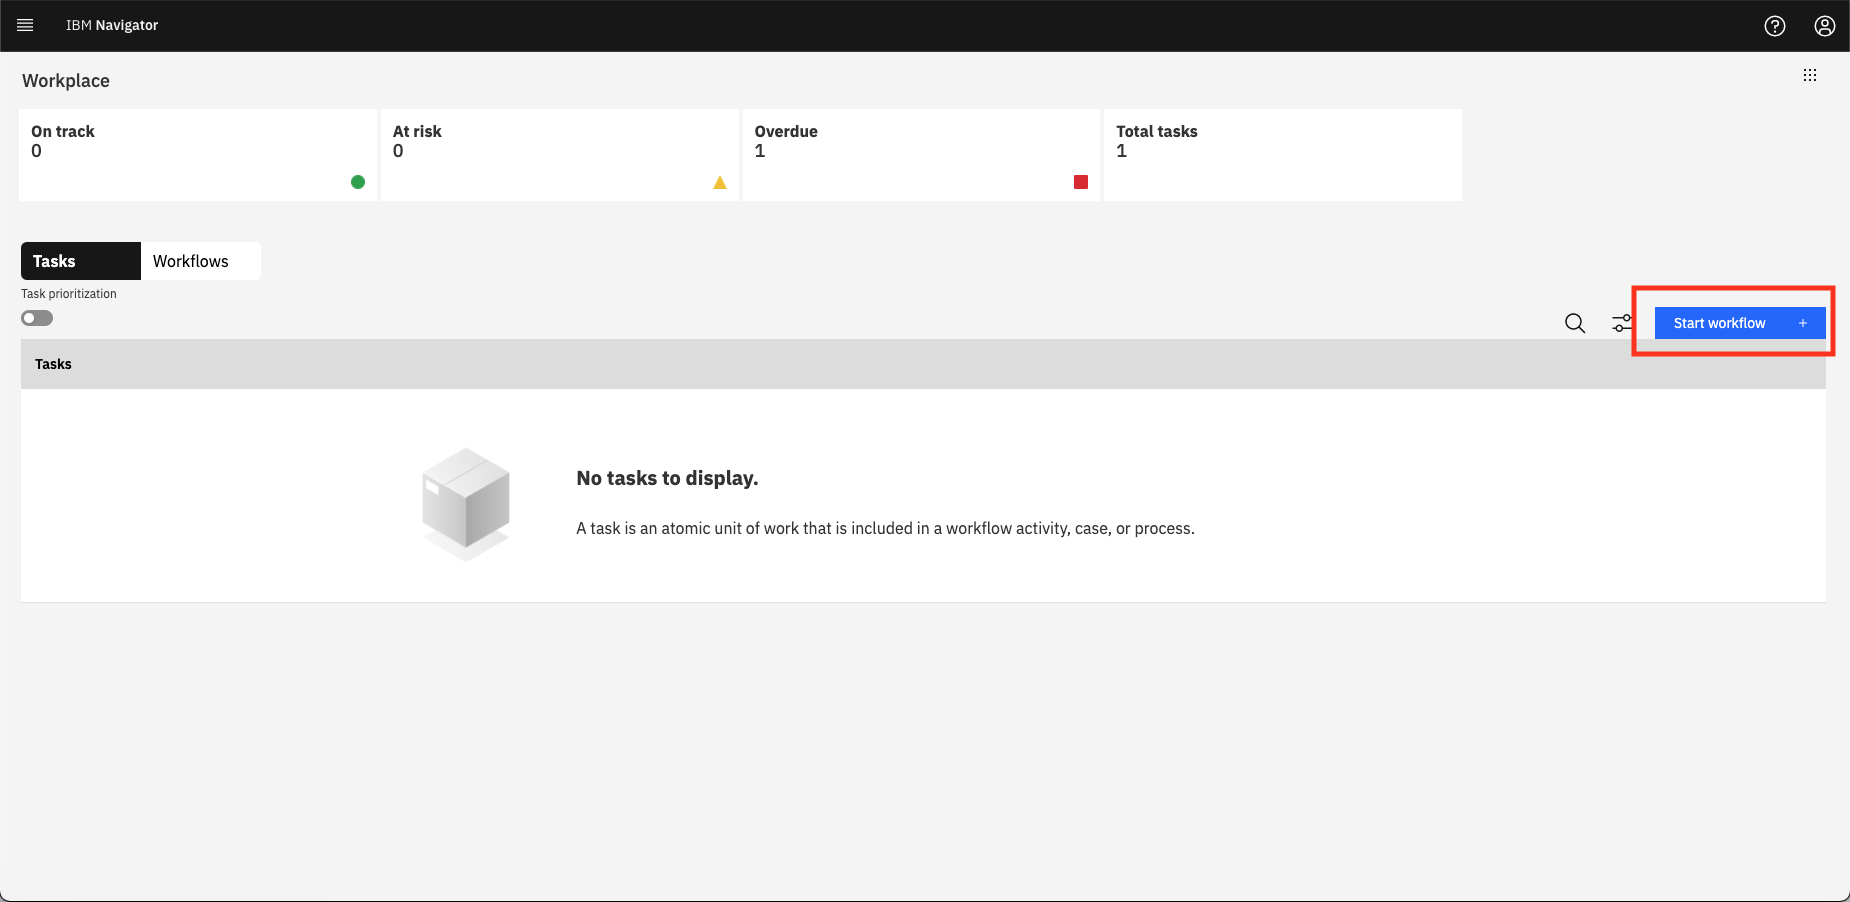 IBM Navigator
Workplace
On track
0
At risk
0
Overdue
1
Total tasks
1
Tasks
Workflows
Task prioritization
Start workflow +
Tasks
No tasks to display.
A task is an atomic unit of work that is included in a workflow activity, case, or process.